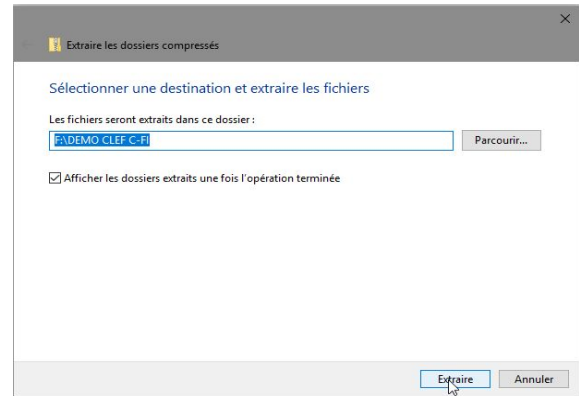 Extraire les dossiers compressés
Sélectionner une destination et extraire les fichiers
Les fichiers seront extraits dans ce dossier :
F:\DEMO CLEF C-FI
Parcourir...
Afficher les dossiers extraits une fois l'opération terminée
Extraire
Annuler